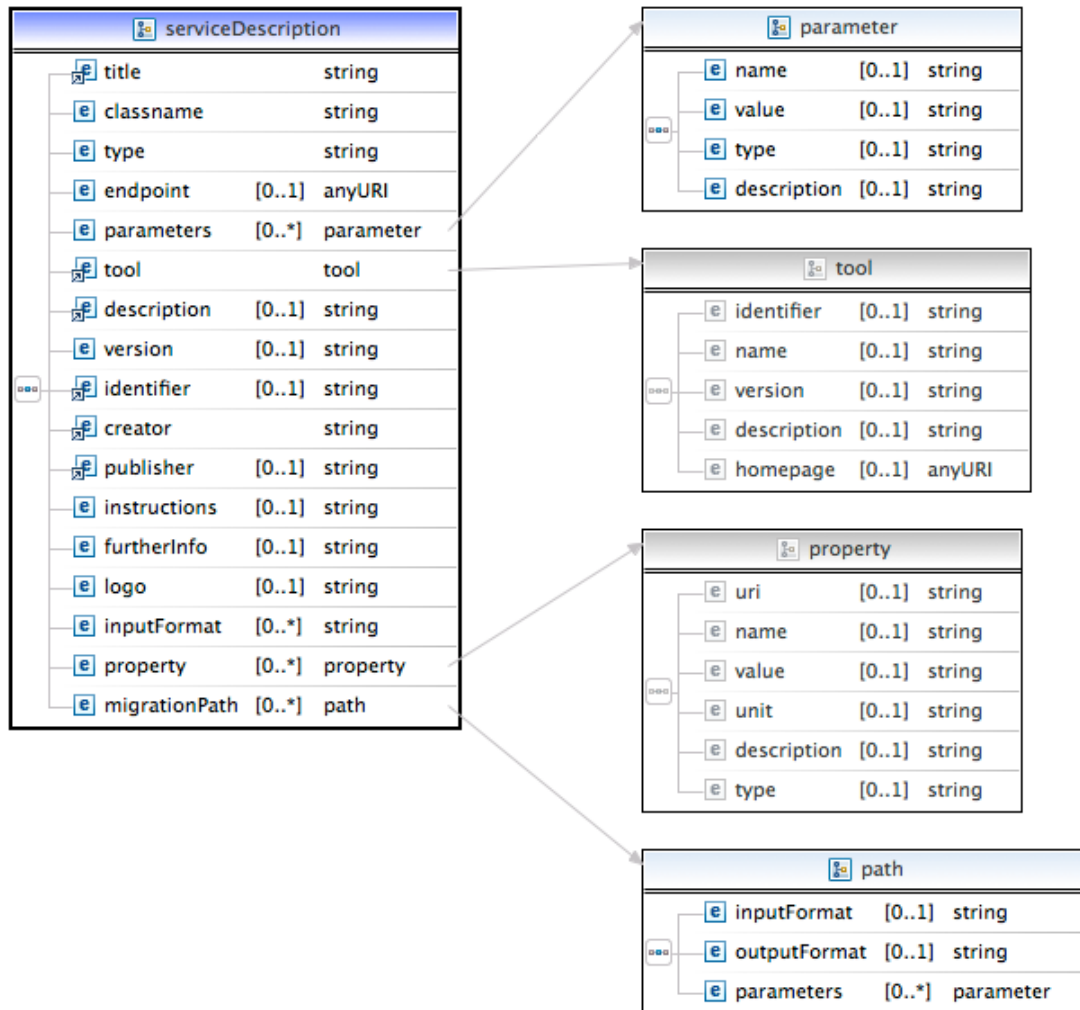 serviceDescription
title string
classname string
type string
endpoint [0..1] anyURI
parameters [0..*] parameter
tool tool
description [0..1] string
version [0..1] string
identifier [0..1] string
creator string
publisher [0..1] string
instructions [0..1] string
furtherInfo [0..1] string
logo [0..1] string
inputFormat [0..*] string
property [0..*] property
migrationPath [0..*] path
parameter
name [0..1] string
value [0..1] string
type [0..1] string
description [0..1] string
tool
identifier [0..1] string
name [0..1] string
version [0..1] string
description [0..1] string
homepage [0..1] anyURI
property
uri [0..1] string
name [0..1] string
value [0..1] string
unit [0..1] string
description [0..1] string
type [0..1] string
path
inputFormat [0..1] string
outputFormat [0..1] string
parameters [0..*] parameter